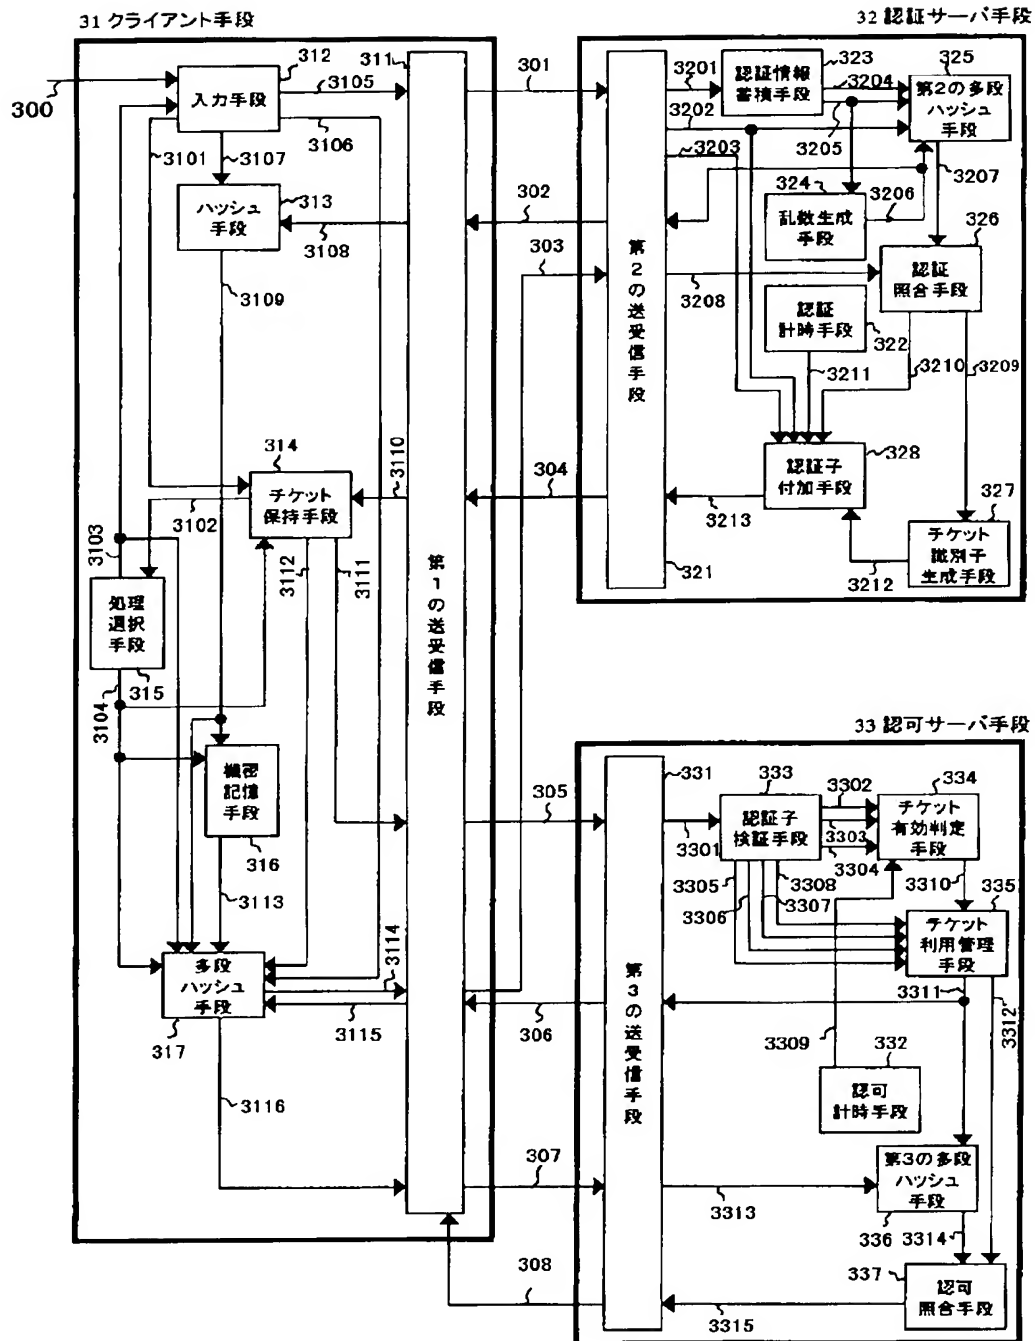 31 クライアント手段
300
312
入力手段
3105
311
3101
3107
3106
313
ハッシュ
手段
3108
3109
314
チケット
保持手段
3110
3102
3103
3112
3111
処理
選択
手段
315
3104
機密
記憶
手段
316
3113
多段
ハッシュ
手段
317
3114
3115
3116
第1の送受信手段
301
302
303
304
305
306
307
308
32 認証サーバ手段
第2の送受信手段
321
3201
3202
3203
認証情報
蓄積手段
323
3204
3205
325
第2の多段
ハッシュ
手段
324
乱数生成
手段
3206
3207
326
認証
照合手段
3208
認証
計時手段
322
3211
3210
3209
認証子
付加手段
328
3213
327
チケット
識別子
生成手段
3212
33 認可サーバ手段
第3の送受信手段
331
3301
333
認証子
検証手段
3302
3303
3304
334
チケット
有効判定
手段
3305
3306
3308
3307
3310
335
チケット
利用管理
手段
3311
3312
3309
332
認可
計時手段
第3の多段
ハッシュ
手段
3313
336
3314
337
認可
照合手段
3315